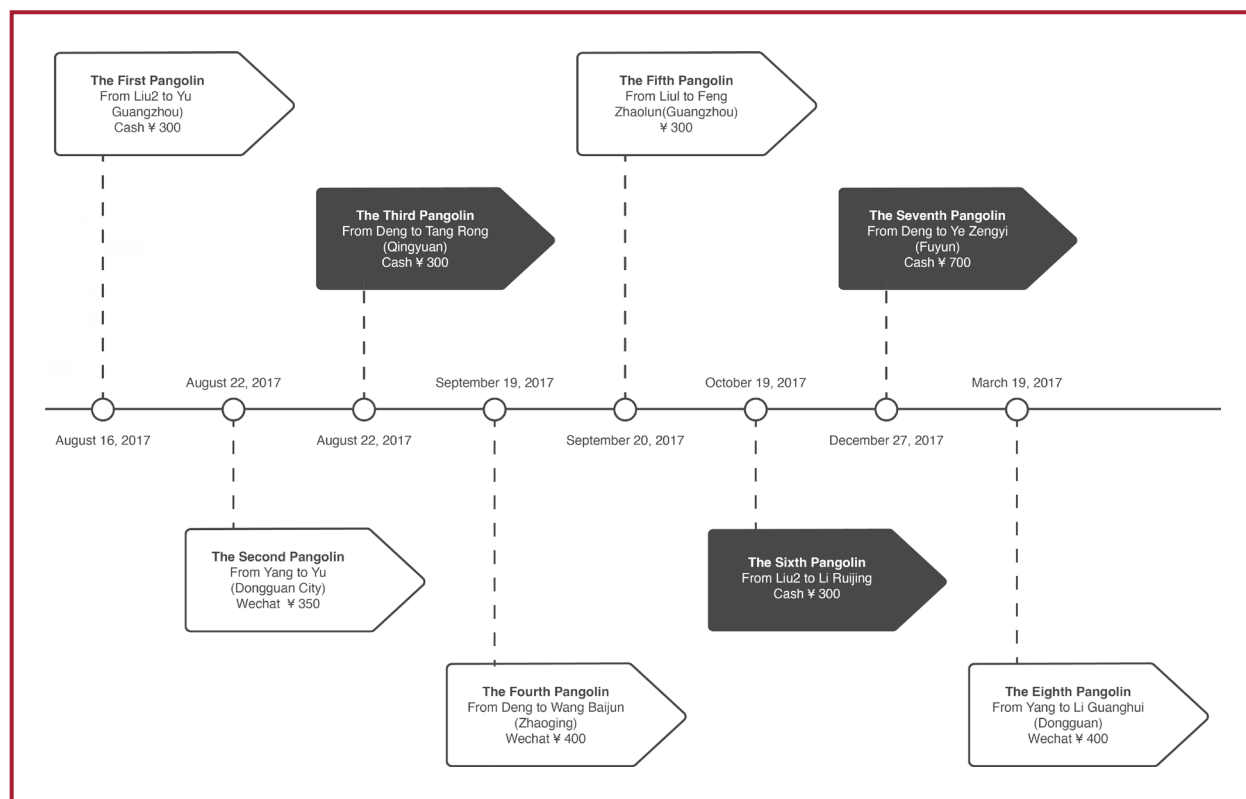 The First Pangolin
From Liu2 to Yu
Guangzhou)
Cash ¥ 300
The Fifth Pangolin
From Liul to Feng
Zhaolun(Guangzhou)
¥ 300
The Third Pangolin
From Deng to Tang Rong
(Qingyuan)
Cash ¥ 300
The Seventh Pangolin
From Deng to Ye Zengyi
(Fuyun)
Cash ¥ 700
August 22, 2017
September 19, 2017
October 19, 2017
March 19, 2017
August 16, 2017
August 22, 2017
September 20, 2017
December 27, 2017
The Second Pangolin
From Yang to Yu
(Dongguan City)
Wechat ¥ 350
The Sixth Pangolin
From Liu2 to Li Ruijing
Cash ¥ 300
The Fourth Pangolin
From Deng to Wang Baijun
(Zhaoging)
Wechat ¥ 400
The Eighth Pangolin
From Yang to Li Guanghui
(Dongguan)
Wechat ¥ 400